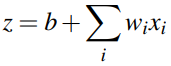 z = b + ∑ᵢ wᵢxᵢ